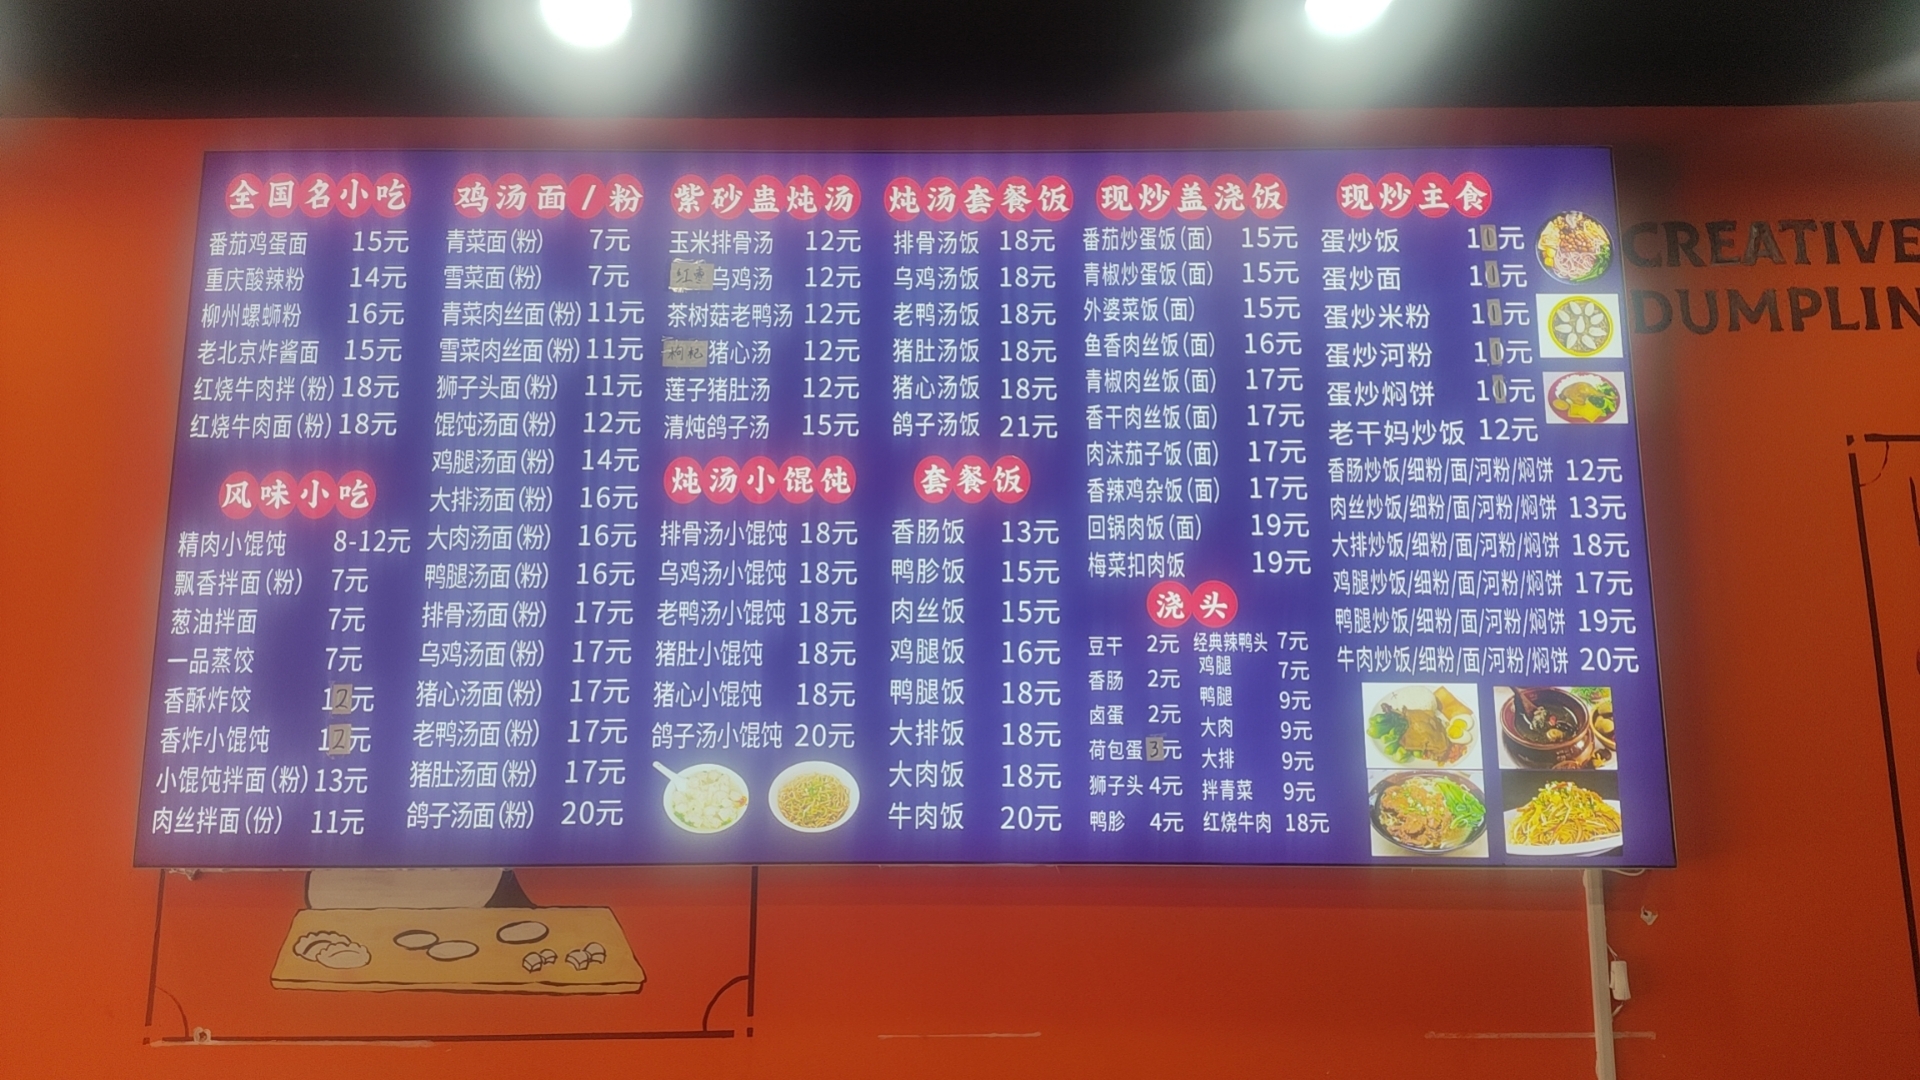 全国名小吃
番茄鸡蛋面 15元
重庆酸辣粉 14元
柳州螺蛳粉 16元
老北京炸酱面 15元
红烧牛肉拌(粉) 18元
红烧牛肉面(粉) 18元
风味小吃
精肉小馄饨 8-12元
飘香拌面(粉) 7元
葱油拌面 7元
一品蒸饺 7元
香酥炸饺 12元
香炸小馄饨 12元
小馄饨拌面(粉) 13元
肉丝拌面(份) 11元
鸡汤面/粉
青菜面(粉) 7元
雪菜面(粉) 7元
青菜肉丝面(粉) 11元
雪菜肉丝面(粉) 11元
狮子头面(粉) 11元
馄饨汤面(粉) 12元
鸡腿汤面(粉) 14元
大排汤面(粉) 16元
大肉汤面(粉) 16元
鸭腿汤面(粉) 16元
排骨汤面(粉) 17元
乌鸡汤面(粉) 17元
猪心汤面(粉) 17元
老鸭汤面(粉) 17元
猪肚汤面(粉) 17元
鸽子汤面(粉) 20元
紫砂盅炖汤
玉米排骨汤 12元
红枣乌鸡汤 12元
茶树菇老鸭汤 12元
枸杞猪心汤 12元
莲子猪肚汤 12元
清炖鸽子汤 15元
炖汤小馄饨
排骨汤小馄饨 18元
乌鸡汤小馄饨 18元
老鸭汤小馄饨 18元
猪肚小馄饨 18元
猪心小馄饨 18元
鸽子汤小馄饨 20元
炖汤套餐饭
排骨汤饭 18元
乌鸡汤饭 18元
老鸭汤饭 18元
猪肚汤饭 18元
猪心汤饭 18元
鸽子汤饭 21元
套餐饭
香肠饭 13元
鸭胗饭 15元
肉丝饭 15元
鸡腿饭 16元
鸭腿饭 18元
大排饭 18元
大肉饭 18元
牛肉饭 20元
现炒盖浇饭
番茄炒蛋饭(面) 15元
青椒炒蛋饭(面) 15元
外婆菜饭(面) 15元
鱼香肉丝饭(面) 16元
青椒肉丝饭(面) 17元
香干肉丝饭(面) 17元
肉沫茄子饭(面) 17元
香辣鸡杂饭(面) 17元
回锅肉饭(面) 19元
梅菜扣肉饭 19元
浇头
豆干 2元
香肠 2元
卤蛋 2元
荷包蛋 3元
狮子头 4元
鸭胗 4元
经典辣鸭头 7元
鸡腿 7元
鸭腿 9元
大肉 9元
大排 9元
拌青菜 9元
红烧牛肉 18元
现炒主食
蛋炒饭 10元
蛋炒面 10元
蛋炒米粉 10元
蛋炒河粉 10元
蛋炒焖饼 10元
老干妈炒饭 12元
香肠炒饭/细粉/面/河粉/焖饼 12元
肉丝炒饭/细粉/面/河粉/焖饼 13元
大排炒饭/细粉/面/河粉/焖饼 18元
鸡腿炒饭/细粉/面/河粉/焖饼 17元
鸭腿炒饭/细粉/面/河粉/焖饼 19元
牛肉炒饭/细粉/面/河粉/焖饼 20元
CREATIVE
DUMPLIN